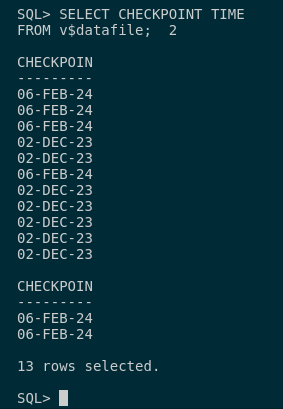 SQL> SELECT CHECKPOINT TIME
FROM v$datafile;  2
CHECKPOIN
---------
06-FEB-24
06-FEB-24
06-FEB-24
02-DEC-23
02-DEC-23
06-FEB-24
02-DEC-23
02-DEC-23
02-DEC-23
02-DEC-23
02-DEC-23
CHECKPOIN
---------
06-FEB-24
06-FEB-24
13 rows selected.
SQL>